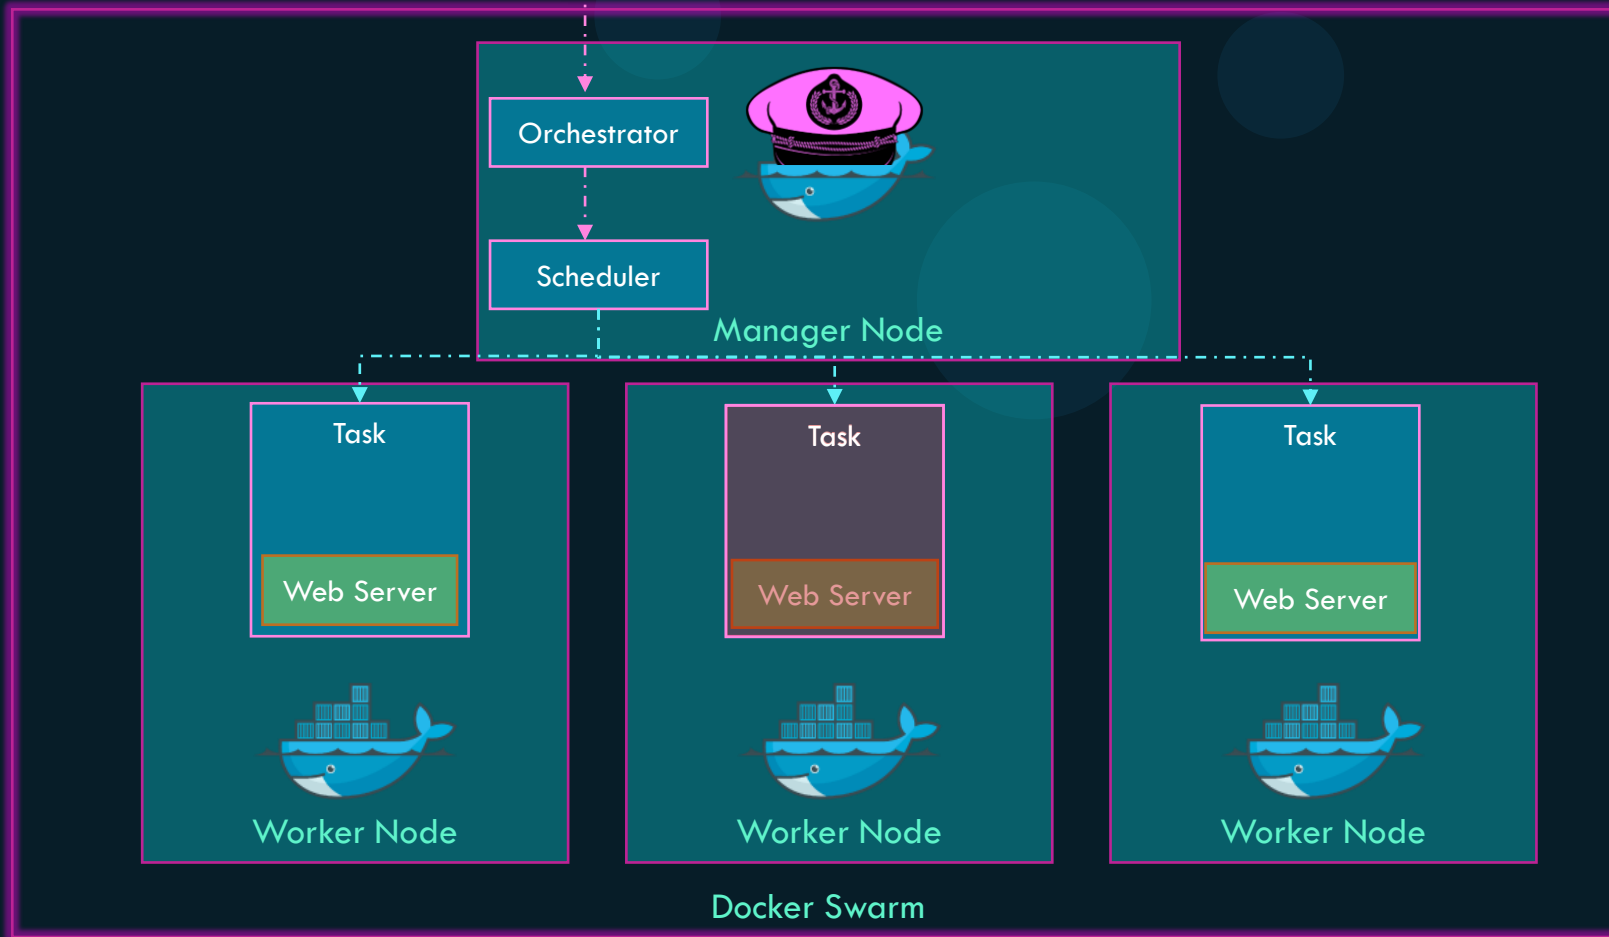 Orchestrator
Scheduler
Manager Node
Task
Task
Task
Web Server
Web Server
Web Server
Worker Node
Worker Node
Worker Node
Docker Swarm